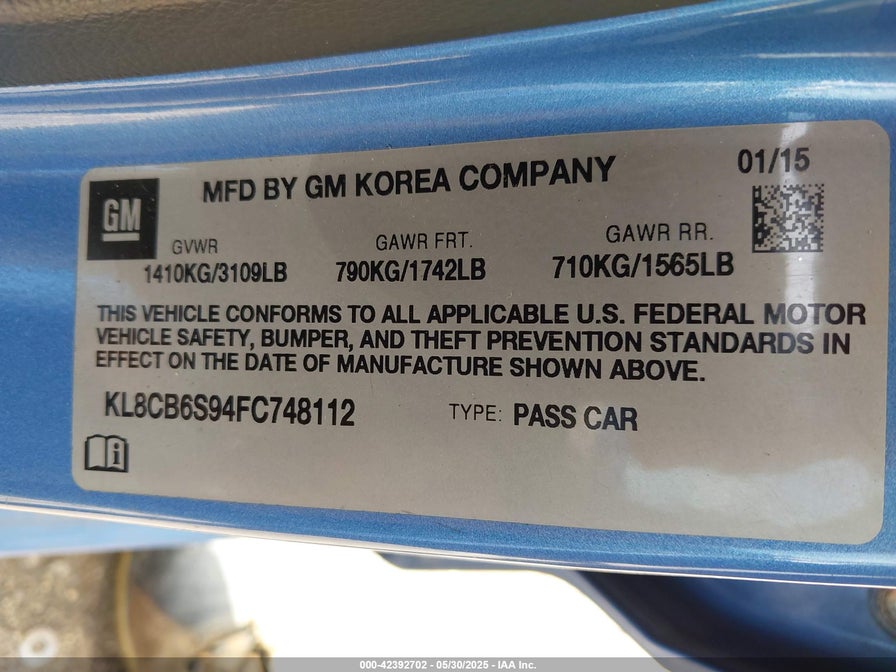 GM
MFD BY GM KOREA COMPANY
01/15
GVWR
1410KG/3109LB
GAWR FRT.
790KG/1742LB
GAWR RR.
710KG/1565LB
THIS VEHICLE CONFORMS TO ALL APPLICABLE U.S. FEDERAL MOTOR
VEHICLE SAFETY, BUMPER, AND THEFT PREVENTION STANDARDS IN
EFFECT ON THE DATE OF MANUFACTURE SHOWN ABOVE.
KL8CB6S94FC748112
TYPE: PASS CAR
i
000-42392702 - 05/30/2025 - IAA Inc.